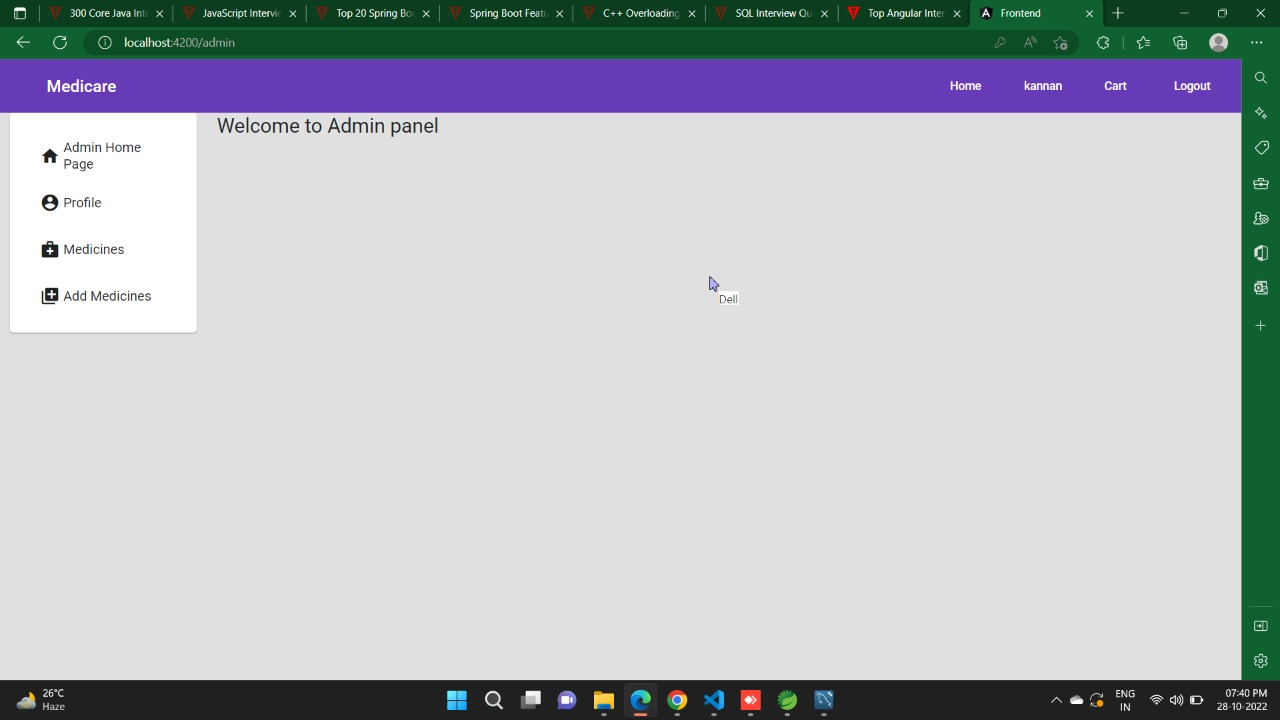 300 Core Java Int
JavaScript Intervie
Top 20 Spring Bo
Spring Boot Featu
C++ Overloading
SQL Interview Qu
Top Angular Inter
Frontend
localhost:4200/admin
Medicare
Home
kannan
Cart
Logout
Welcome to Admin panel
Admin Home
Page
Profile
Medicines
Add Medicines
Dell
26°C
Haze
ENG
IN
07:40 PM
28-10-2022